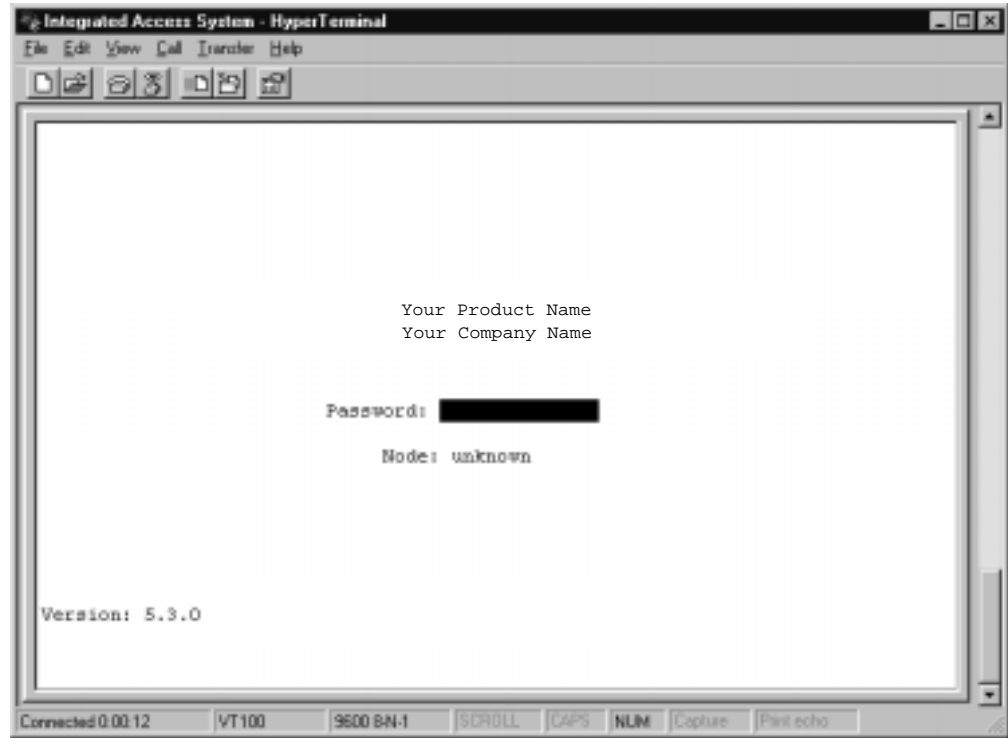 Integrated Access System - HyperTerminal
File Edit View Call Transfer Help
Your Product Name
Your Company Name
Password:
Node: unknown
Version: 5.3.0
Connected 0:00:12 VT100 9600 8-N-1 SCROLL CAPS NUM Capture Print echo